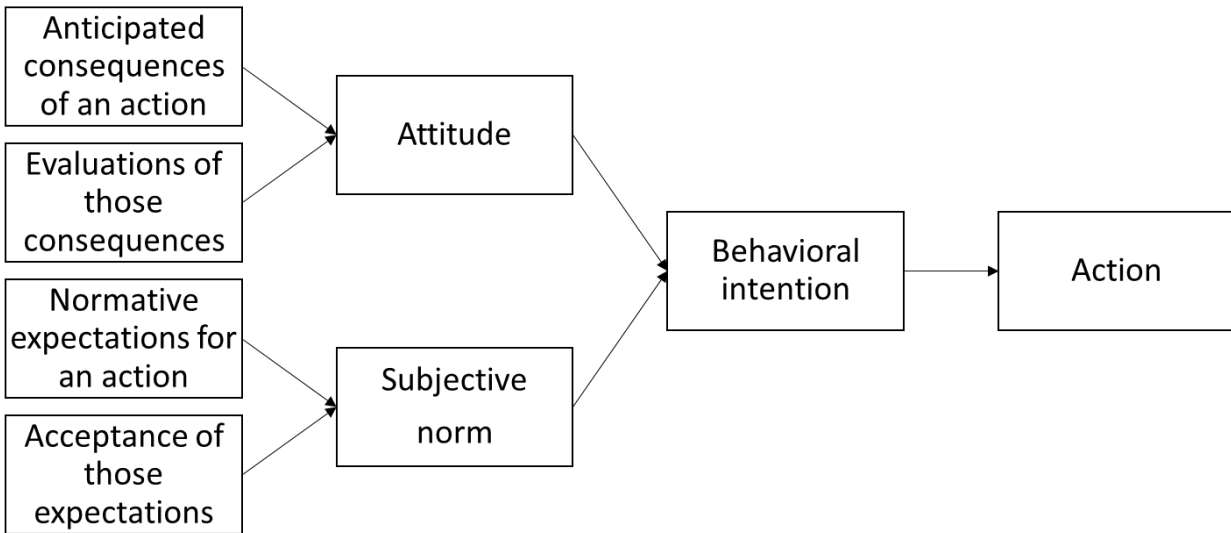 Anticipated
consequences
of an action
Evaluations of
those
consequences
Normative
expectations for
an action
Acceptance of
those
expectations
Attitude
Subjective
norm
Behavioral
intention
Action